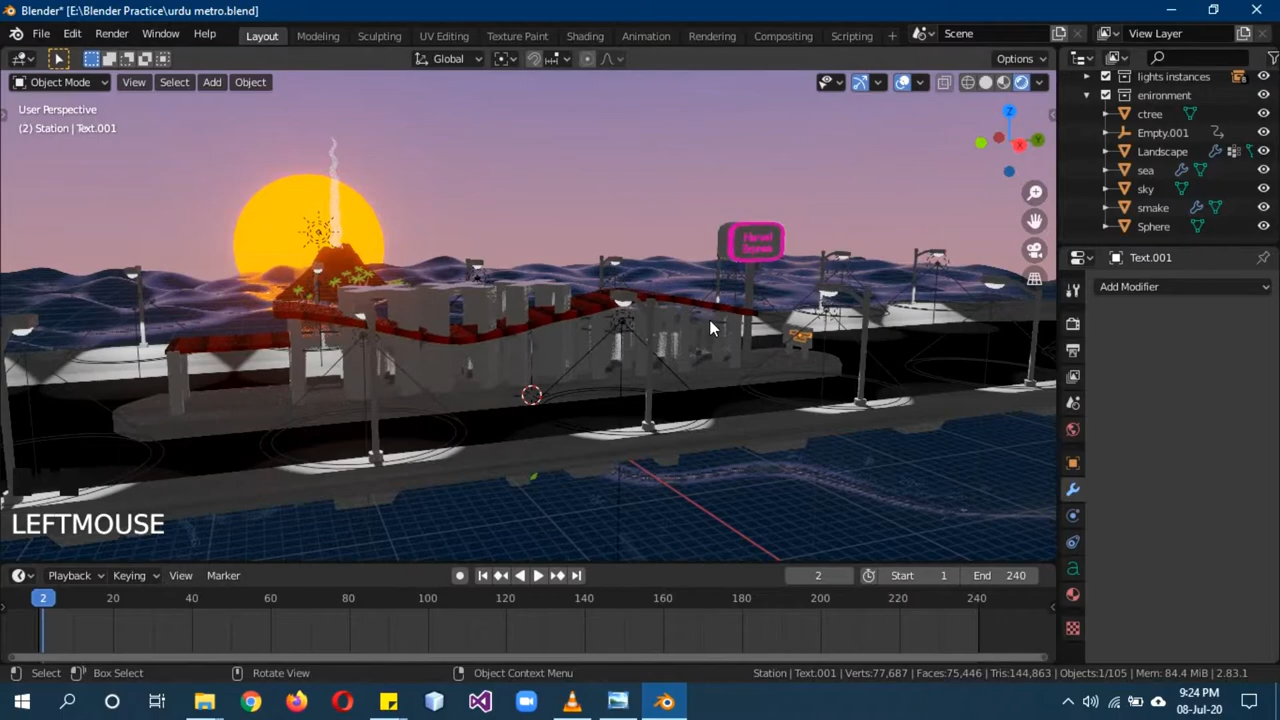 Blender* [E:\Blender Practice\urdu metro.blend]
File Edit Render Window Help Layout Modeling Sculpting UV Editing Texture Paint Shading Animation Rendering Compositing Scripting + Scene View Layer
Global Options
Object Mode View Select Add Object
lights instances
enironment
User Perspective
(2) Station | Text.001
ctree
Empty.001
Landscape
sea
sky
smake
Sphere
Z
Y
X
Text.001
Add Modifier
LEFTMOUSE
Playback Keying View Marker 2 Start 1 End 240
2 20 40 60 80 100 120 140 160 180 200 220 240
Select Box Select Rotate View Object Context Menu Station | Text.001 | Verts:77,687 | Faces:75,446 | Tris:144,863 | Objects:1/105 | Mem: 84.4 MiB | 2.83.1
9:24 PM
08-Jul-20